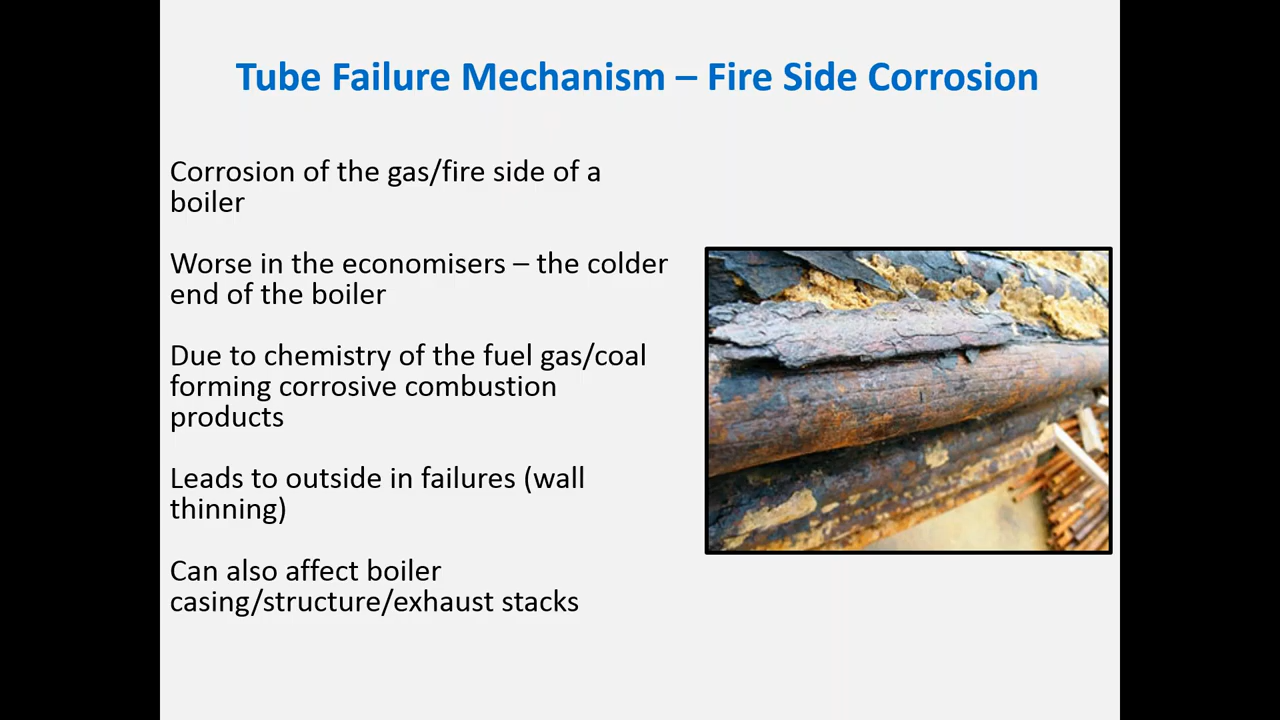 Tube Failure Mechanism – Fire Side Corrosion
Corrosion of the gas/fire side of a
boiler
Worse in the economisers – the colder
end of the boiler
Due to chemistry of the fuel gas/coal
forming corrosive combustion
products
Leads to outside in failures (wall
thinning)
Can also affect boiler
casing/structure/exhaust stacks